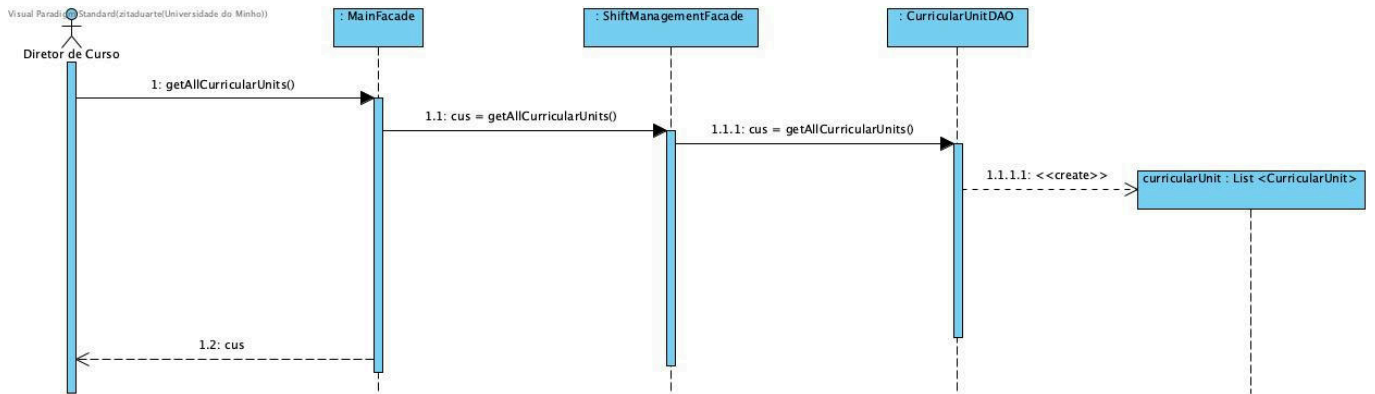 Visual Paradigm Standard(zitaduarte(Universidade do Minho))
: MainFacade
: ShiftManagementFacade
: CurricularUnitDAO
Diretor de Curso
1: getAllCurricularUnits()
1.1: cus = getAllCurricularUnits()
1.1.1: cus = getAllCurricularUnits()
1.1.1.1: <<create>>
curricularUnit : List <CurricularUnit>
1.2: cus